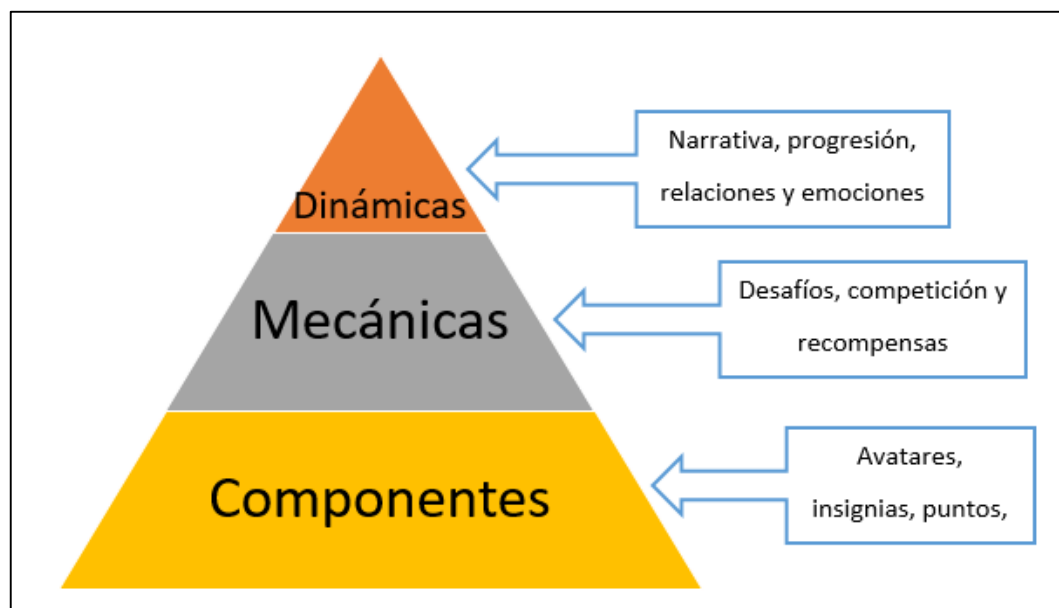 Dinámicas
Narrativa, progresión,
relaciones y emociones
Mecánicas
Desafíos, competición y
recompensas
Componentes
Avatares,
insignias, puntos,